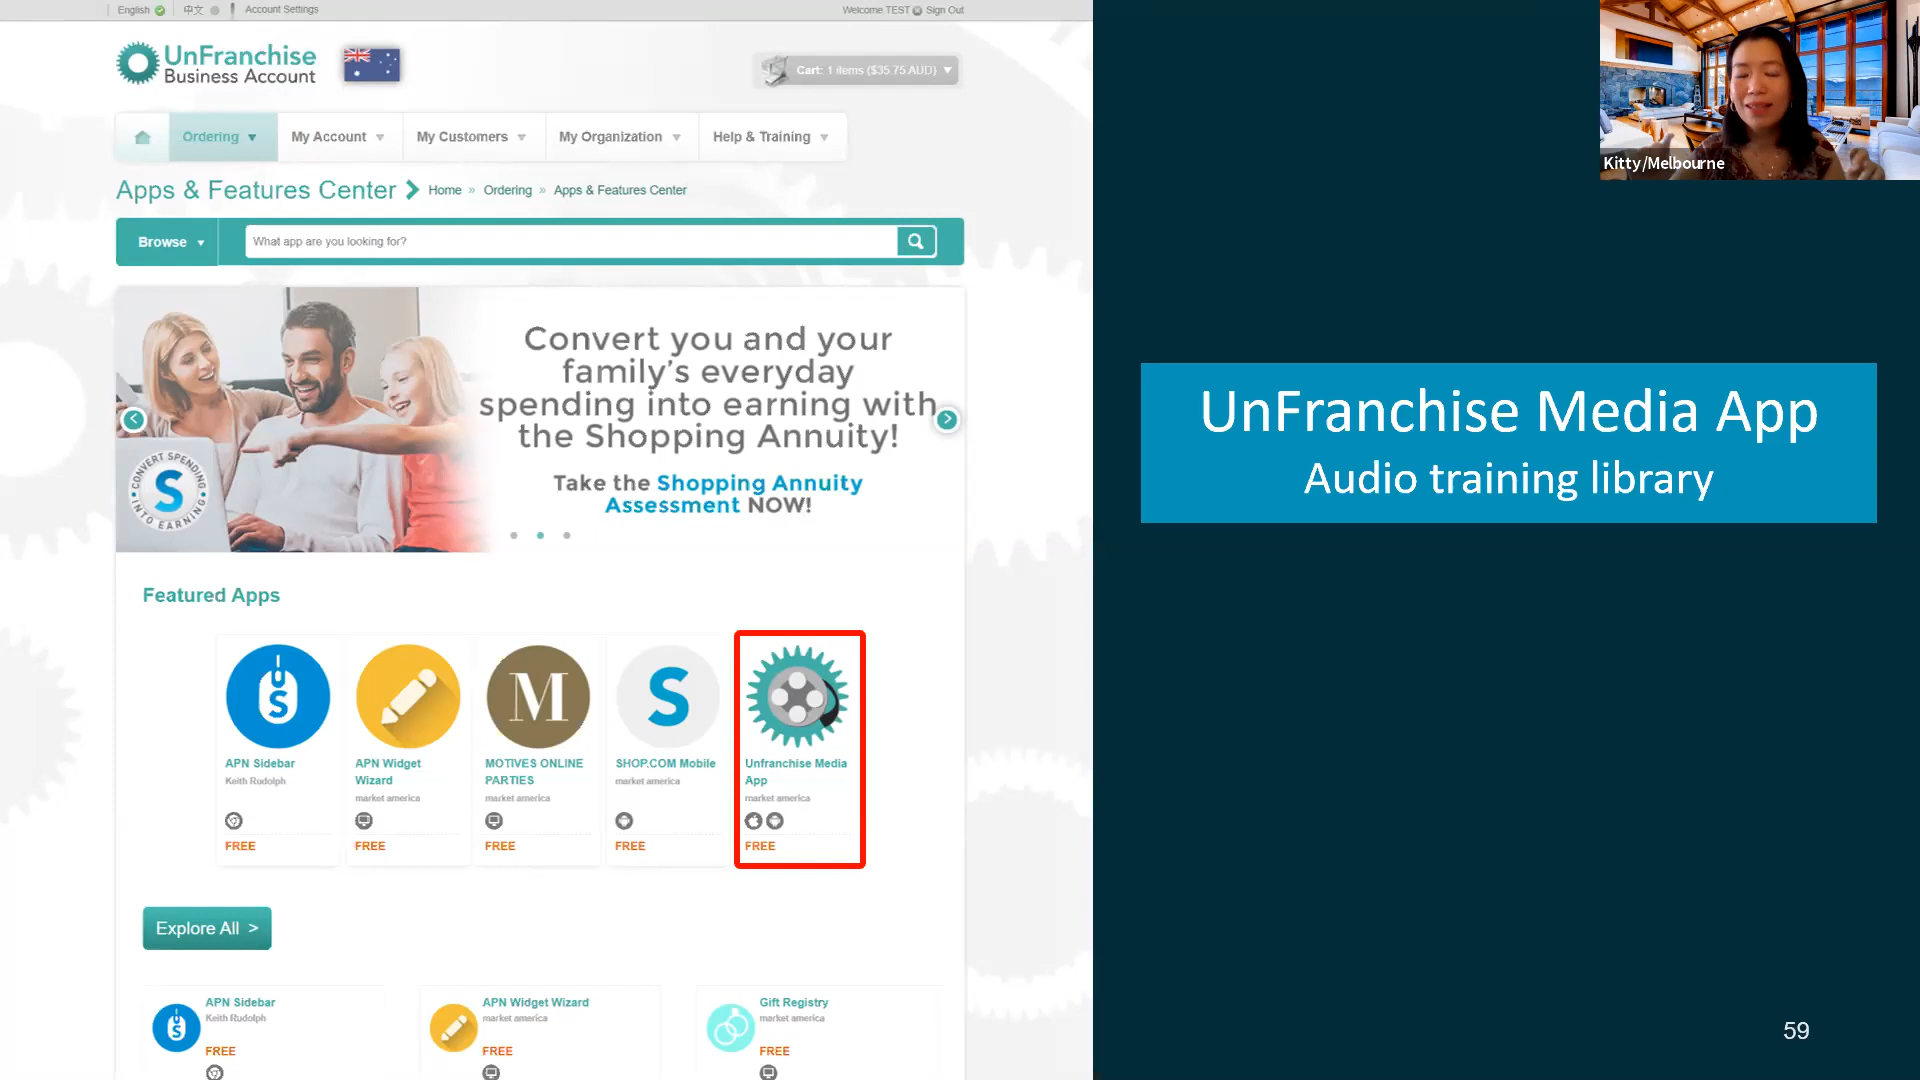 English 中文 Account Settings Welcome TEST Sign Out
UnFranchise
Business Account
Cart: 1 items ($35.75 AUD)
Ordering My Account My Customers My Organization Help & Training
Apps & Features Center Home » Ordering » Apps & Features Center
Browse What app are you looking for?
Convert you and your
family's everyday
spending into earning with
the Shopping Annuity!
Take the Shopping Annuity
Assessment NOW!
CONVERT SPENDING
S
INTO EARNING
Featured Apps
APN Sidebar
Keith Rudolph
FREE
APN Widget
Wizard
market america
FREE
M
MOTIVES ONLINE
PARTIES
market america
FREE
S
SHOP.COM Mobile
market america
FREE
Unfranchise Media
App
market america
FREE
Explore All >
APN Sidebar
Keith Rudolph
FREE
APN Widget Wizard
market america
FREE
Gift Registry
market america
FREE
Kitty/Melbourne
UnFranchise Media App
Audio training library
59